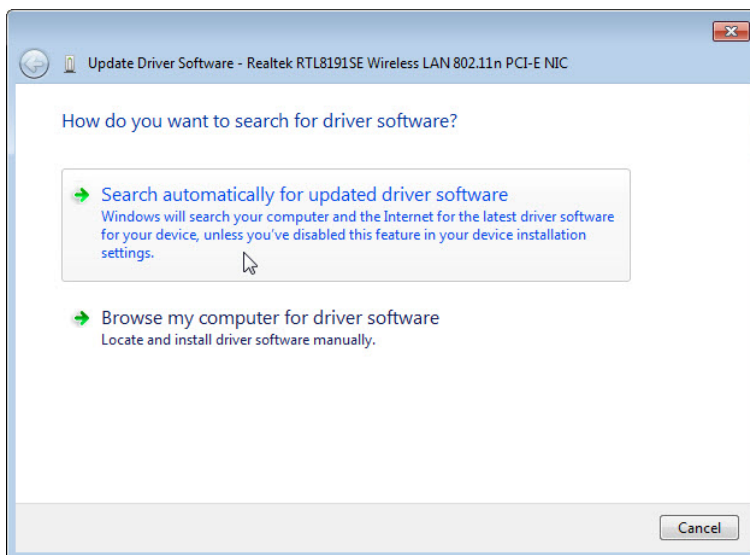 Update Driver Software - Realtek RTL8191SE Wireless LAN 802.11n PCI-E NIC
How do you want to search for driver software?
Search automatically for updated driver software
Windows will search your computer and the Internet for the latest driver software
for your device, unless you've disabled this feature in your device installation
settings.
Browse my computer for driver software
Locate and install driver software manually.
Cancel